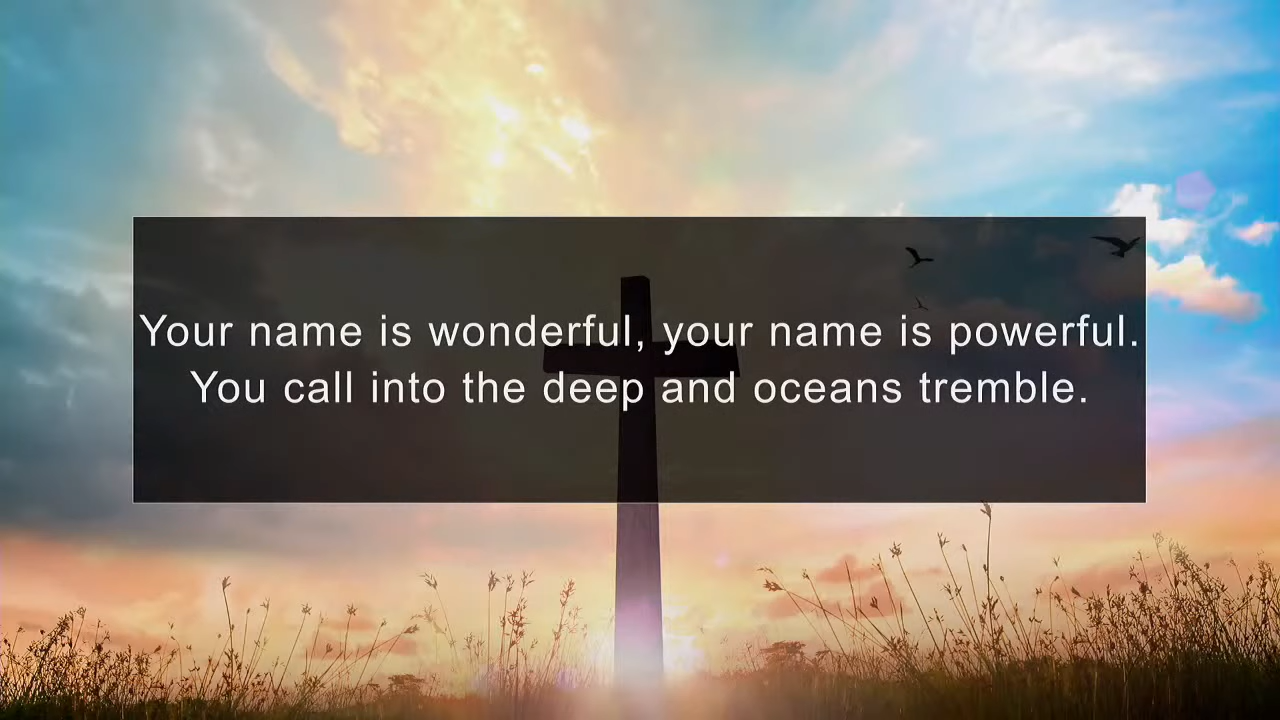 Your name is wonderful, your name is powerful.
You call into the deep and oceans tremble.